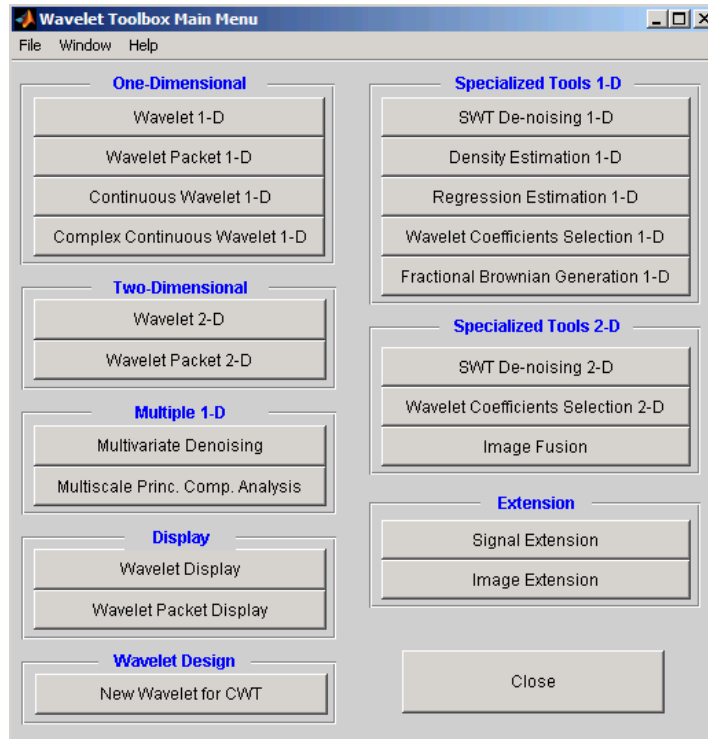 Wavelet Toolbox Main Menu
File Window Help
One-Dimensional
Wavelet 1-D
Wavelet Packet 1-D
Continuous Wavelet 1-D
Complex Continuous Wavelet 1-D
Two-Dimensional
Wavelet 2-D
Wavelet Packet 2-D
Multiple 1-D
Multivariate Denoising
Multiscale Princ. Comp. Analysis
Display
Wavelet Display
Wavelet Packet Display
Wavelet Design
New Wavelet for CWT
Specialized Tools 1-D
SWT De-noising 1-D
Density Estimation 1-D
Regression Estimation 1-D
Wavelet Coefficients Selection 1-D
Fractional Brownian Generation 1-D
Specialized Tools 2-D
SWT De-noising 2-D
Wavelet Coefficients Selection 2-D
Image Fusion
Extension
Signal Extension
Image Extension
Close